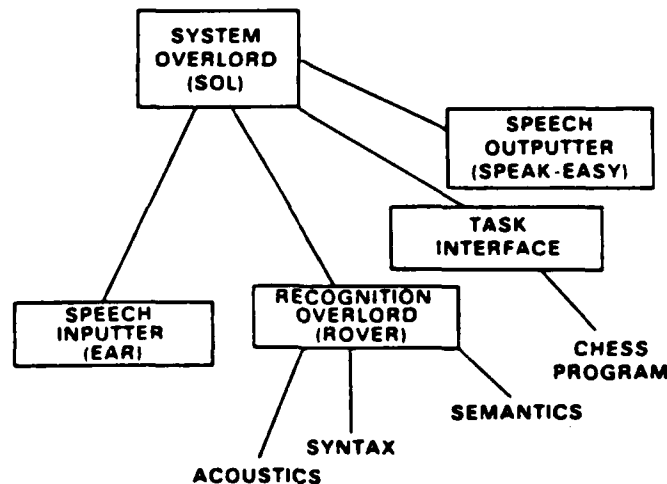 SYSTEM
OVERLORD
(SOL)
SPEECH
OUTPUTTER
(SPEAK-EASY)
TASK
INTERFACE
SPEECH
INPUTTER
(EAR)
RECOGNITION
OVERLORD
(ROVER)
CHESS
PROGRAM
SEMANTICS
SYNTAX
ACOUSTICS